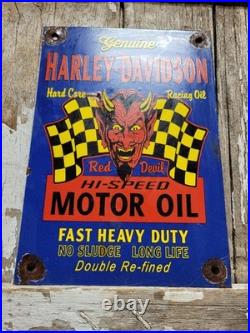 Genuine
HARLEY-DAVIDSON
Hard Core Racing Oil
Red Devil
HI-SPEED
MOTOR OIL
FAST HEAVY DUTY
NO SLUDGE LONG LIFE
Double Re-fined